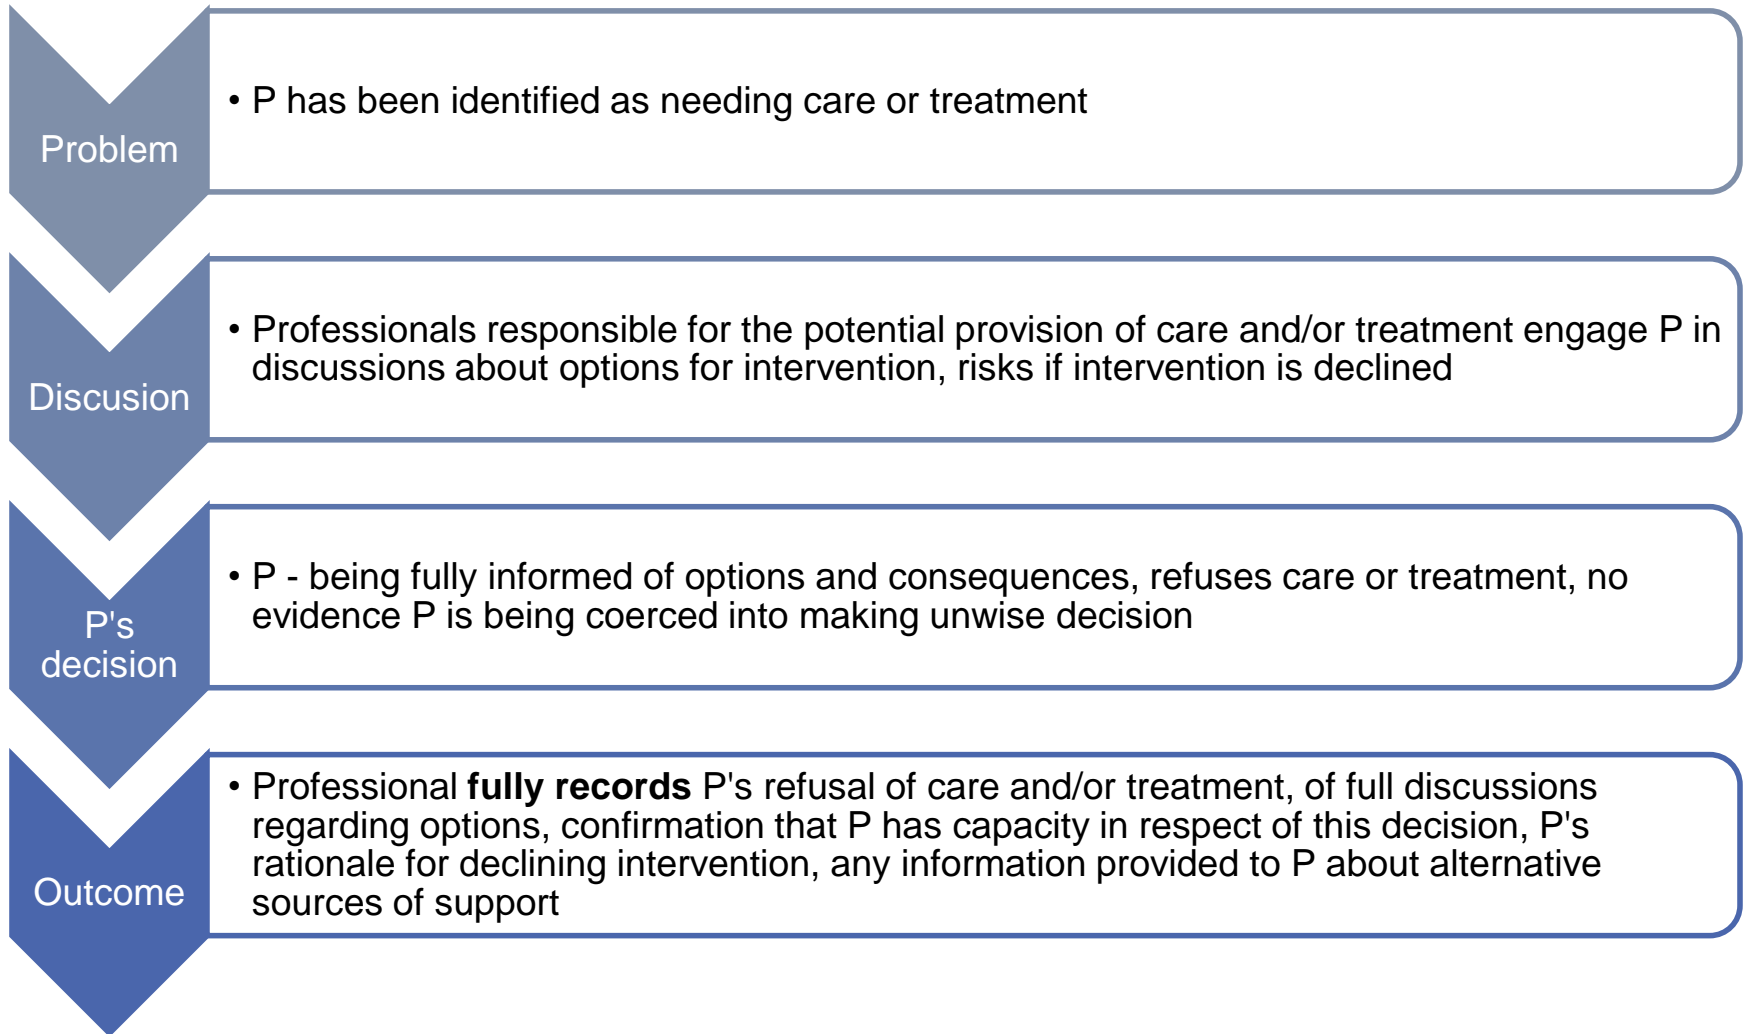 Problem
• P has been identified as needing care or treatment
Discusion
• Professionals responsible for the potential provision of care and/or treatment engage P in
discussions about options for intervention, risks if intervention is declined
P's
decision
• P - being fully informed of options and consequences, refuses care or treatment, no
evidence P is being coerced into making unwise decision
Outcome
• Professional fully records P's refusal of care and/or treatment, of full discussions
regarding options, confirmation that P has capacity in respect of this decision, P's
rationale for declining intervention, any information provided to P about alternative
sources of support